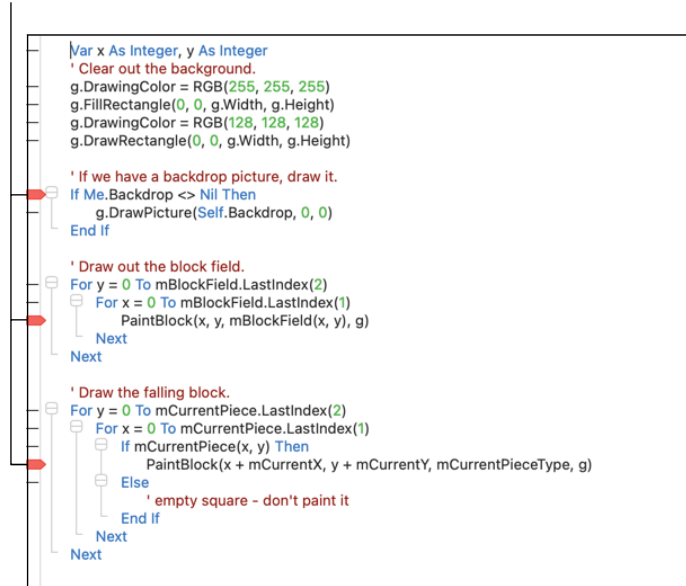 Var x As Integer, y As Integer
' Clear out the background.
g.DrawingColor = RGB(255, 255, 255)
g.FillRectangle(0, 0, g.Width, g.Height)
g.DrawingColor = RGB(128, 128, 128)
g.DrawRectangle(0, 0, g.Width, g.Height)
' If we have a backdrop picture, draw it.
If Me.Backdrop <> Nil Then
g.DrawPicture(Self.Backdrop, 0, 0)
End If
' Draw out the block field.
For y = 0 To mBlockField.LastIndex(2)
For x = 0 To mBlockField.LastIndex(1)
PaintBlock(x, y, mBlockField(x, y), g)
Next
Next
' Draw the falling block.
For y = 0 To mCurrentPiece.LastIndex(2)
For x = 0 To mCurrentPiece.LastIndex(1)
If mCurrentPiece(x, y) Then
PaintBlock(x + mCurrentX, y + mCurrentY, mCurrentPieceType, g)
Else
' empty square - don't paint it
End If
Next
Next